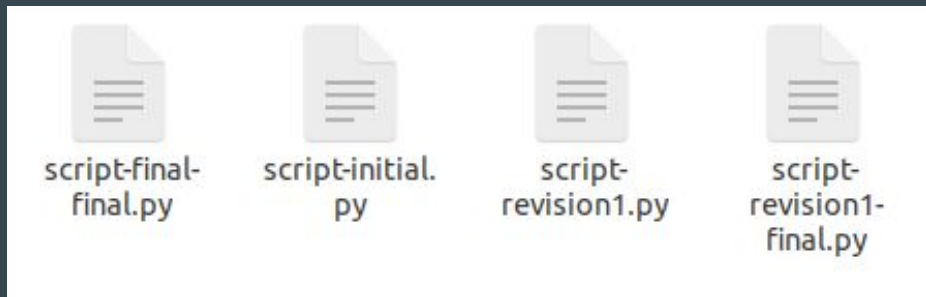 script-final-
final.py
script-initial.
py
script-
revision1.py
script-
revision1-
final.py